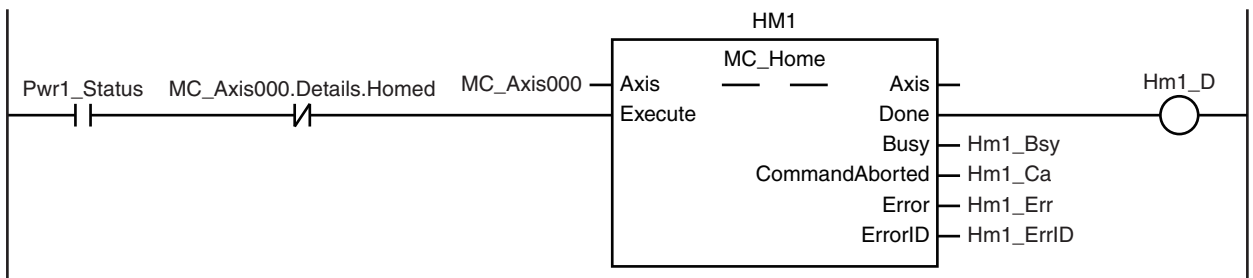 HM1
MC_Home
Pwr1_Status MC_Axis000.Details.Homed MC_Axis000 Axis Axis Hm1_D
Execute Done
Busy Hm1_Bsy
CommandAborted Hm1_Ca
Error Hm1_Err
ErrorID Hm1_ErrID